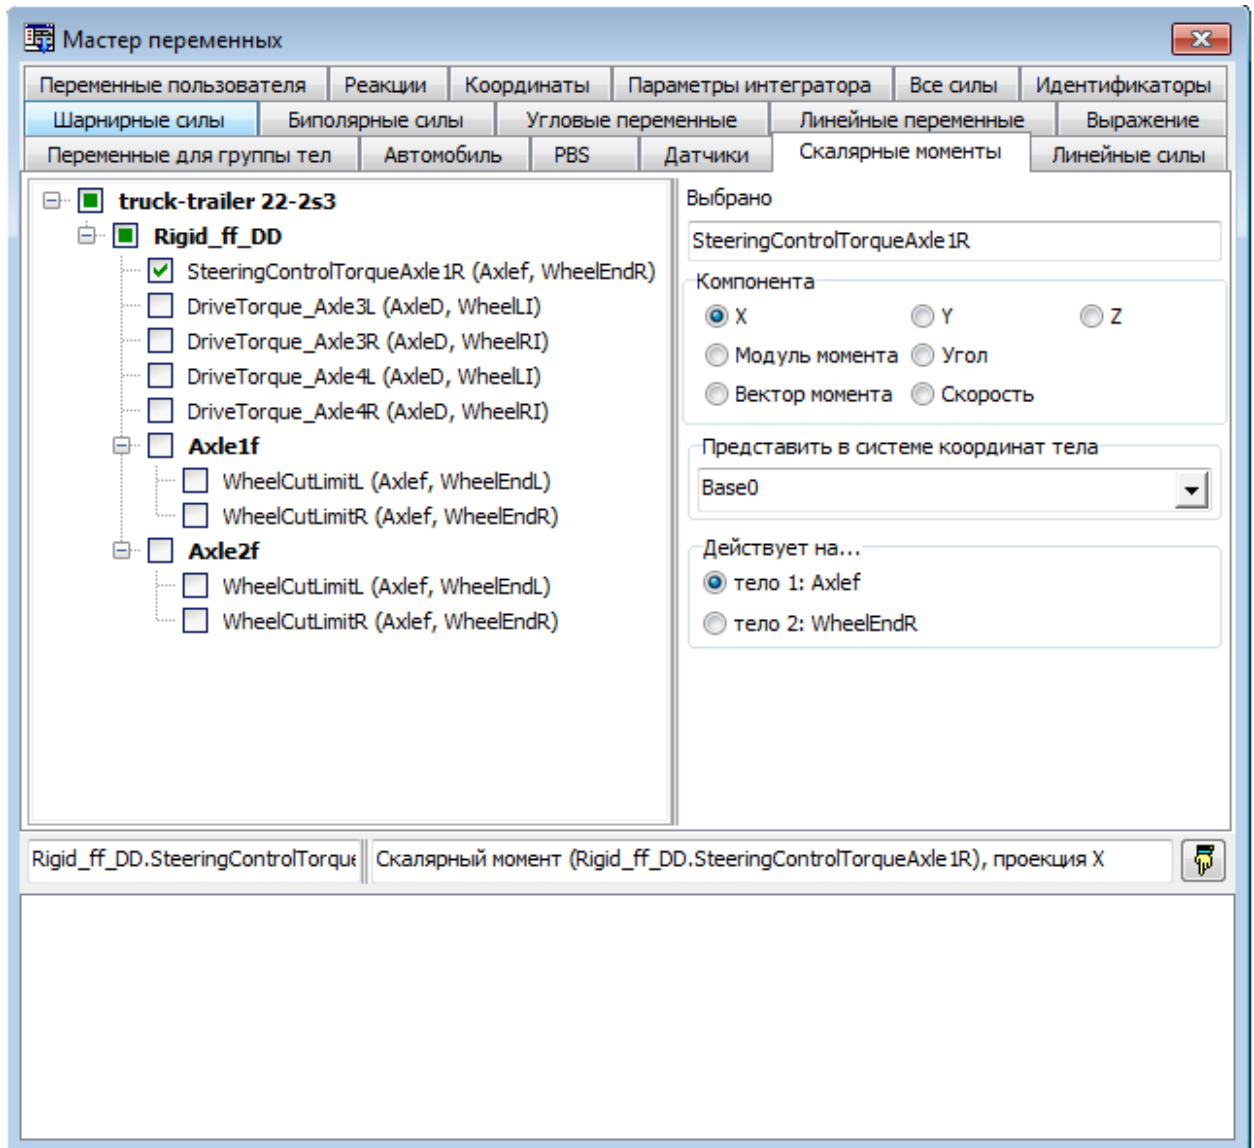 Мастер переменных
Переменные пользователя Реакции Координаты Параметры интегратора Все силы Идентификаторы
Шарнирные силы Биполярные силы Угловые переменные Линейные переменные Выражение
Переменные для группы тел Автомобиль PBS Датчики Скалярные моменты Линейные силы
truck-trailer 22-2s3
Rigid_ff_DD
SteeringControlTorqueAxle1R (Axlef, WheelEndR)
DriveTorque_Axle3L (AxleD, WheelLI)
DriveTorque_Axle3R (AxleD, WheelRI)
DriveTorque_Axle4L (AxleD, WheelLI)
DriveTorque_Axle4R (AxleD, WheelRI)
Axle1f
WheelCutLimitL (Axlef, WheelEndL)
WheelCutLimitR (Axlef, WheelEndR)
Axle2f
WheelCutLimitL (Axlef, WheelEndL)
WheelCutLimitR (Axlef, WheelEndR)
Выбрано
SteeringControlTorqueAxle1R
Компонента
X Y Z
Модуль момента Угол
Вектор момента Скорость
Представить в системе координат тела
Base0
Действует на...
тело 1: Axlef
тело 2: WheelEndR
Rigid_ff_DD.SteeringControlTorque Скалярный момент (Rigid_ff_DD.SteeringControlTorqueAxle1R), проекция X